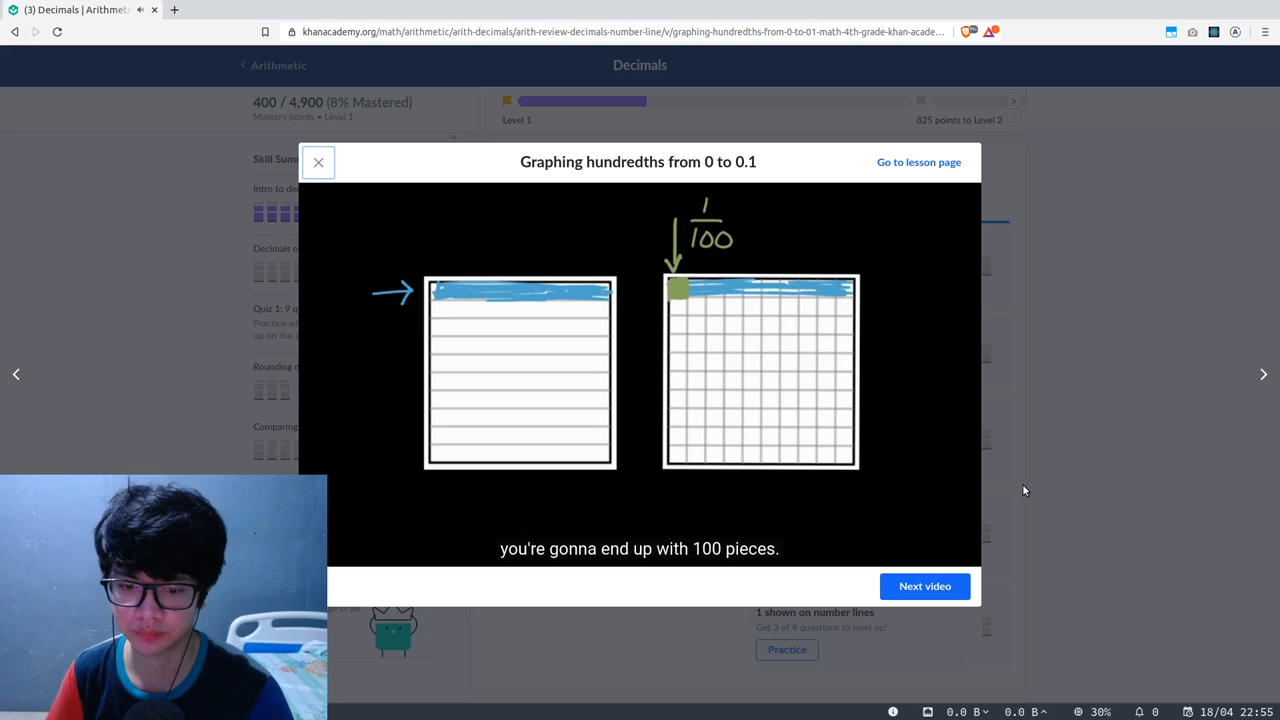 (3) Decimals | Arithmeti
khanacademy.org/math/arithmetic/arith-decimals/arith-review-decimals-number-line/v/graphing-hundredths-from-0-to-01-math-4th-grade-khan-acade...
Arithmetic
Decimals
400 / 4,900 (8% Mastered)
Mastery points • Level 1
Level 1
825 points to Level 2
Skill Sum
Intro to de
Decimals o
Quiz 1: 9 q
Practice wh
up on the a
Rounding d
Comparing
Graphing hundredths from 0 to 0.1
Go to lesson page
1
100
you're gonna end up with 100 pieces.
Next video
1 shown on number lines
Get 3 of 4 questions to level up!
Practice
0.0 B
0.0 B
30%
0
18/04 22:55